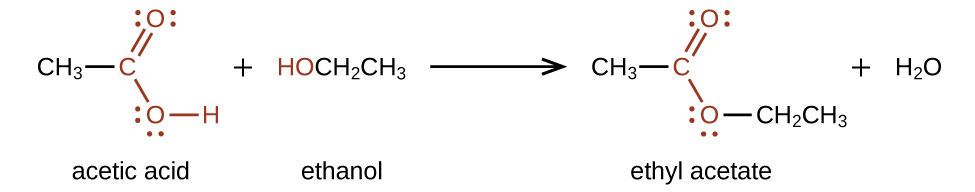 O O
CH₃ C + HOCH₂CH₃ CH₃ C + H₂O
O H O CH₂CH₃
acetic acid ethanol ethyl acetate